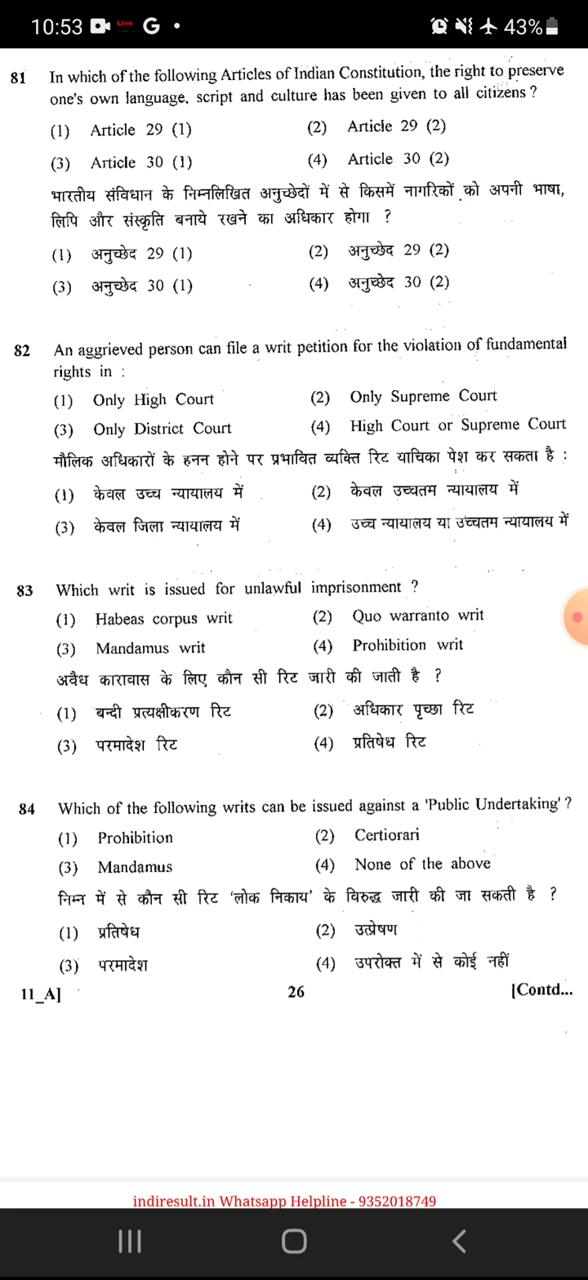 10:53 Live G • 43%
81 In which of the following Articles of Indian Constitution, the right to preserve
one's own language, script and culture has been given to all citizens ?
(1) Article 29 (1) (2) Article 29 (2)
(3) Article 30 (1) (4) Article 30 (2)
भारतीय संविधान के निम्नलिखित अनुच्छेदों में से किसमें नागरिकों को अपनी भाषा,
लिपि और संस्कृति बनाये रखने का अधिकार होगा ?
(1) अनुच्छेद 29 (1) (2) अनुच्छेद 29 (2)
(3) अनुच्छेद 30 (1) (4) अनुच्छेद 30 (2)
82 An aggrieved person can file a writ petition for the violation of fundamental
rights in :
(1) Only High Court (2) Only Supreme Court
(3) Only District Court (4) High Court or Supreme Court
मौलिक अधिकारों के हनन होने पर प्रभावित व्यक्ति रिट याचिका पेश कर सकता है :
(1) केवल उच्च न्यायालय में (2) केवल उच्चतम न्यायालय में
(3) केवल जिला न्यायालय में (4) उच्च न्यायालय या उच्चतम न्यायालय में
83 Which writ is issued for unlawful imprisonment ?
(1) Habeas corpus writ (2) Quo warranto writ
(3) Mandamus writ (4) Prohibition writ
अवैध कारावास के लिए कौन सी रिट जारी की जाती है ?
(1) बन्दी प्रत्यक्षीकरण रिट (2) अधिकार पृच्छा रिट
(3) परमादेश रिट (4) प्रतिषेध रिट
84 Which of the following writs can be issued against a 'Public Undertaking' ?
(1) Prohibition (2) Certiorari
(3) Mandamus (4) None of the above
निम्न में से कौन सी रिट 'लोक निकाय' के विरुद्ध जारी की जा सकती है ?
(1) प्रतिषेध (2) उत्प्रेषण
(3) परमादेश (4) उपरोक्त में से कोई नहीं
11_A] 26 [Contd...
indiresult.in Whatsapp Helpline - 9352018749